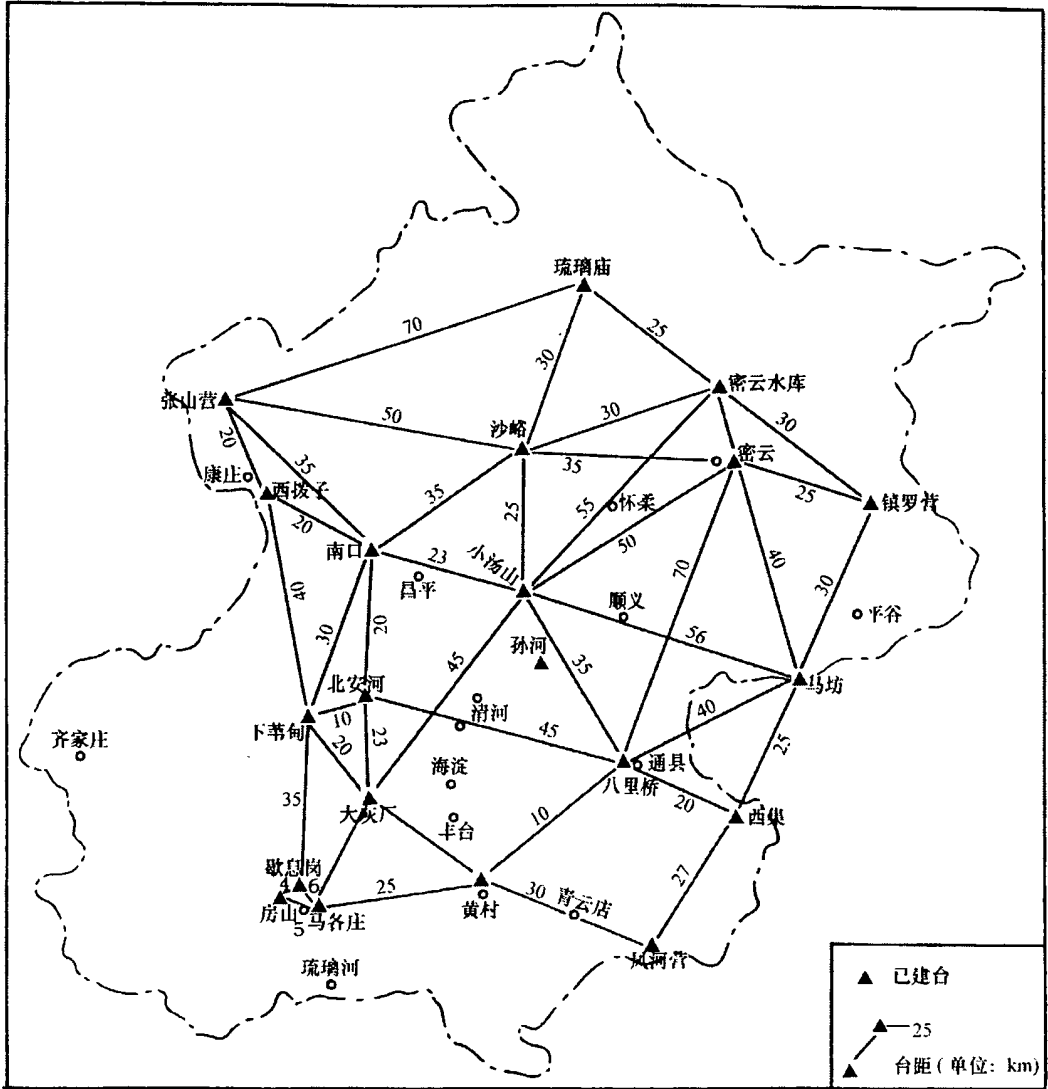 琉璃庙
70
25
30
张山营
密云水库
50
30
30
20
沙峪
35
密云
35
康庄
西拨子
35
25
镇罗营
20
25
55
怀柔
50
南口
23
小汤山
昌平
70
40
30
40
30
20
顺义
56
平谷
45
孙河
35
北安河
马坊
10
清河
45
40
下苇甸
20
23
齐家庄
海淀
通县
八里桥
25
20
西集
35
大灰厂
丰台
10
歇息岗
4
6
25
27
房山
马各庄
5
黄村
30
青云店
凤河营
琉璃河
已建台
25
台距(单位: km)